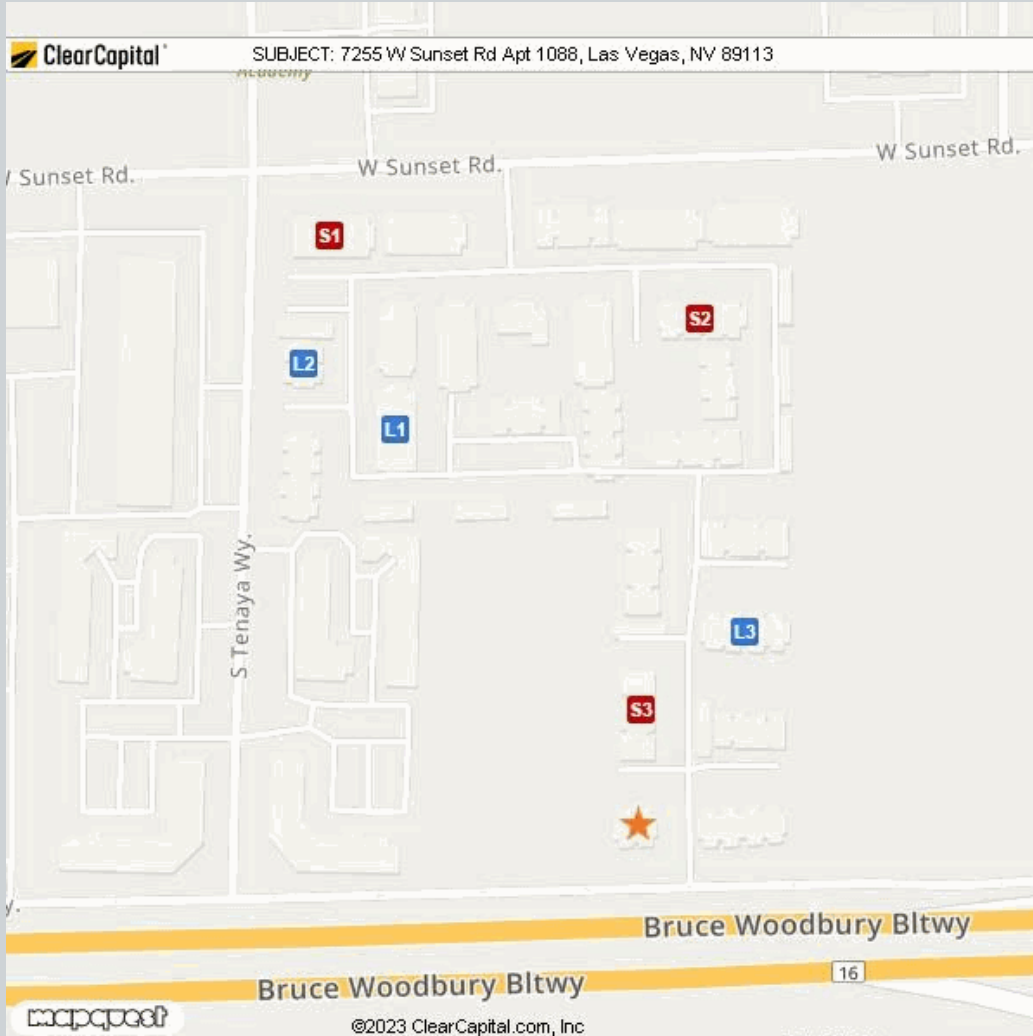 ClearCapital
SUBJECT: 7255 W Sunset Rd Apt 1088, Las Vegas, NV 89113
Academy
W Sunset Rd.
W Sunset Rd.
Sunset Rd.
S1
S2
L2
L1
S Tenaya Wy.
L3
S3
y.
Bruce Woodbury Bltwy
16
Bruce Woodbury Bltwy
mapquest
©2023 ClearCapital.com, Inc